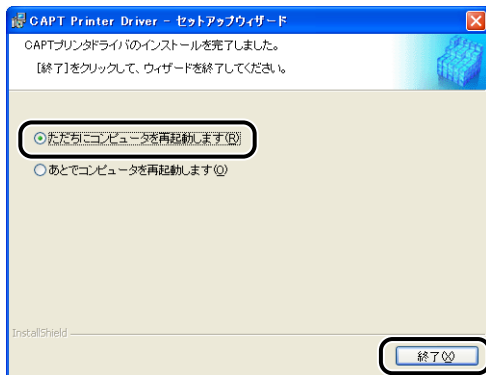 CAPT Printer Driver - セットアップウィザード
CAPTプリンタドライバのインストールを完了しました。
［終了］をクリックして、ウィザードを終了してください。
ただちにコンピュータを再起動します(R)
あとでコンピュータを再起動します(O)
InstallShield
終了(X)